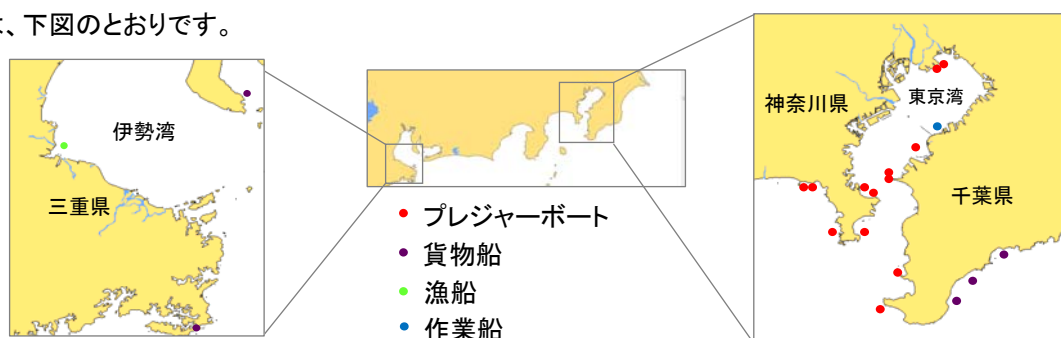 、下図のとおりです。
伊勢湾
三重県
神奈川県
東京湾
千葉県
プレジャーボート
貨物船
漁船
作業船